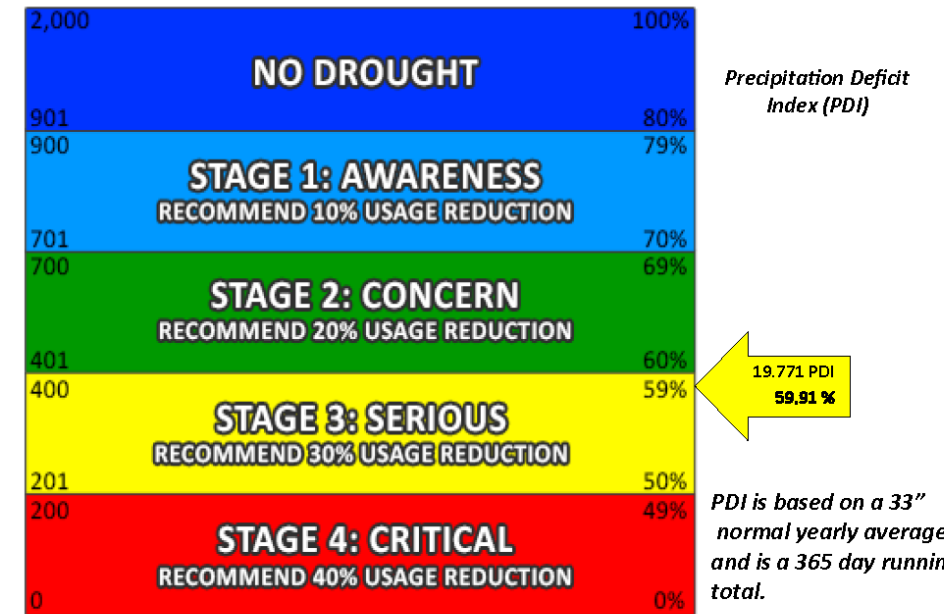 2,000 100%
NO DROUGHT
901 80%
900 79%
STAGE 1: AWARENESS
RECOMMEND 10% USAGE REDUCTION
701 70%
700 69%
STAGE 2: CONCERN
RECOMMEND 20% USAGE REDUCTION
401 60%
400 59%
STAGE 3: SERIOUS
RECOMMEND 30% USAGE REDUCTION
201 50%
200 49%
STAGE 4: CRITICAL
RECOMMEND 40% USAGE REDUCTION
0 0%
Precipitation Deficit
Index (PDI)
19.771 PDI
59.91 %
PDI is based on a 33”
normal yearly average
and is a 365 day runnin
total.